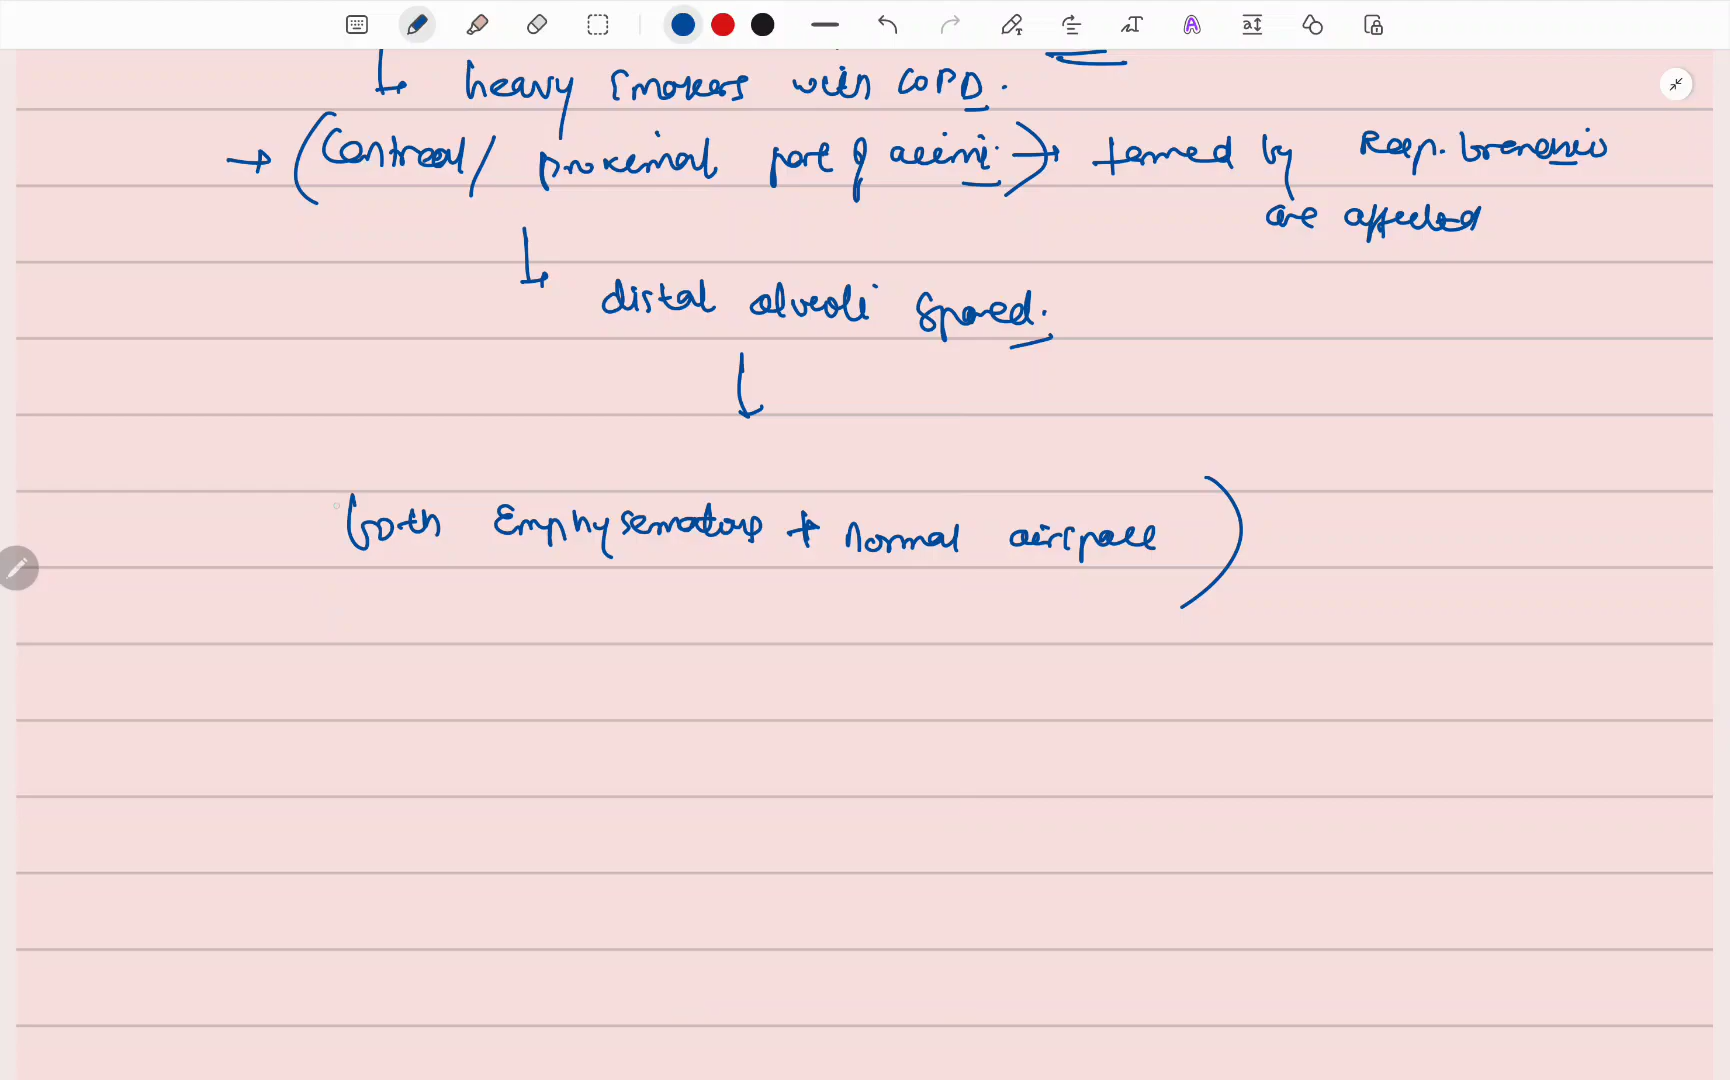 ↳ heavy smokers with COPD.
→ (Central/ proximal part of acini) → formed by Resp. bronchio
are affected
↳ distal alveoli spared.
↓
both Emphysematous + normal airspace )